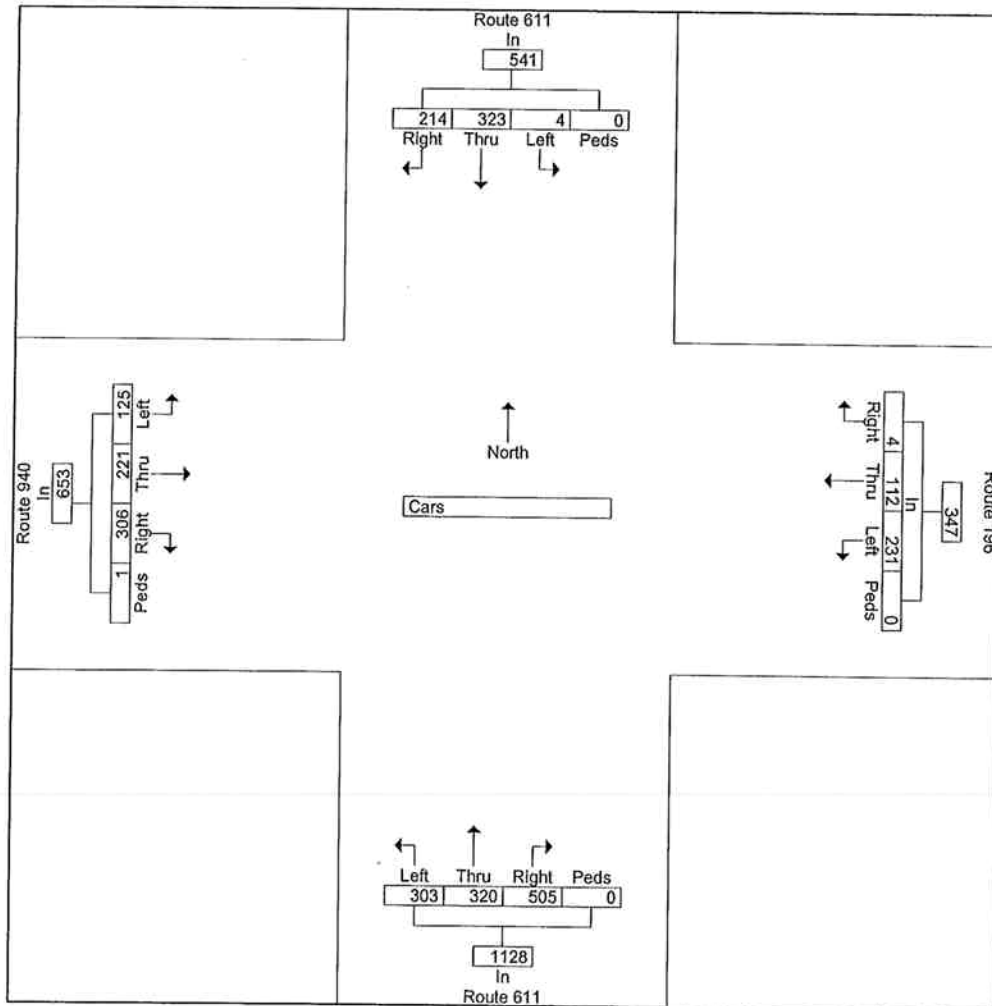 Route 611
In
541
214 323 4 0
Right Thru Left Peds
Route 940
In
653
125 221 306 1
Left Thru Right Peds
North
Cars
Right Thru Left Peds
4 112 231 0
In
347
Route 196
Left Thru Right Peds
303 320 505 0
1128
In
Route 611